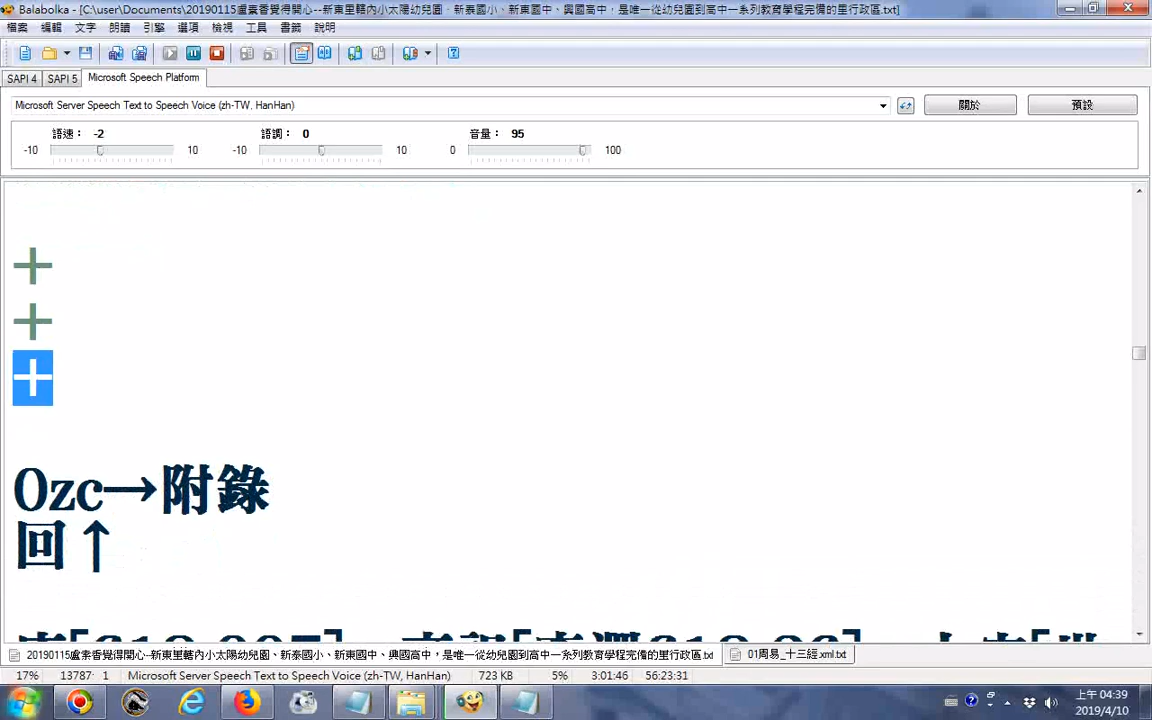 Balabolka - [C:\user\Documents\20190115盧素香覺得開心--新東里轄內小太陽幼兒園、新泰國小、新東國中、興國高中，是唯一從幼兒園到高中一系列教育學程完備的里行政區.txt]
檔案 編輯 文字 朗讀 引擎 選項 檢視 工具 書籤 說明
SAPI 4 SAPI 5 Microsoft Speech Platform
Microsoft Server Speech Text to Speech Voice (zh-TW, HanHan) 關於 預設
語速： -2 語調： 0 音量： 95
-10 10 -10 10 0 100
＋
＋
＋
Ozc→附錄
回↑
20190115盧素香覺得開心--新東里轄內小太陽幼兒園、新泰國小、新東國中、興國高中，是唯一從幼兒園到高中一系列教育學程完備的里行政區.txt 01周易_十三經.xml.txt
17% 13787: 1 Microsoft Server Speech Text to Speech Voice (zh-TW, HanHan) 723 KB 5% 3:01:46 56:23:31
上午 04:39
2019/4/10